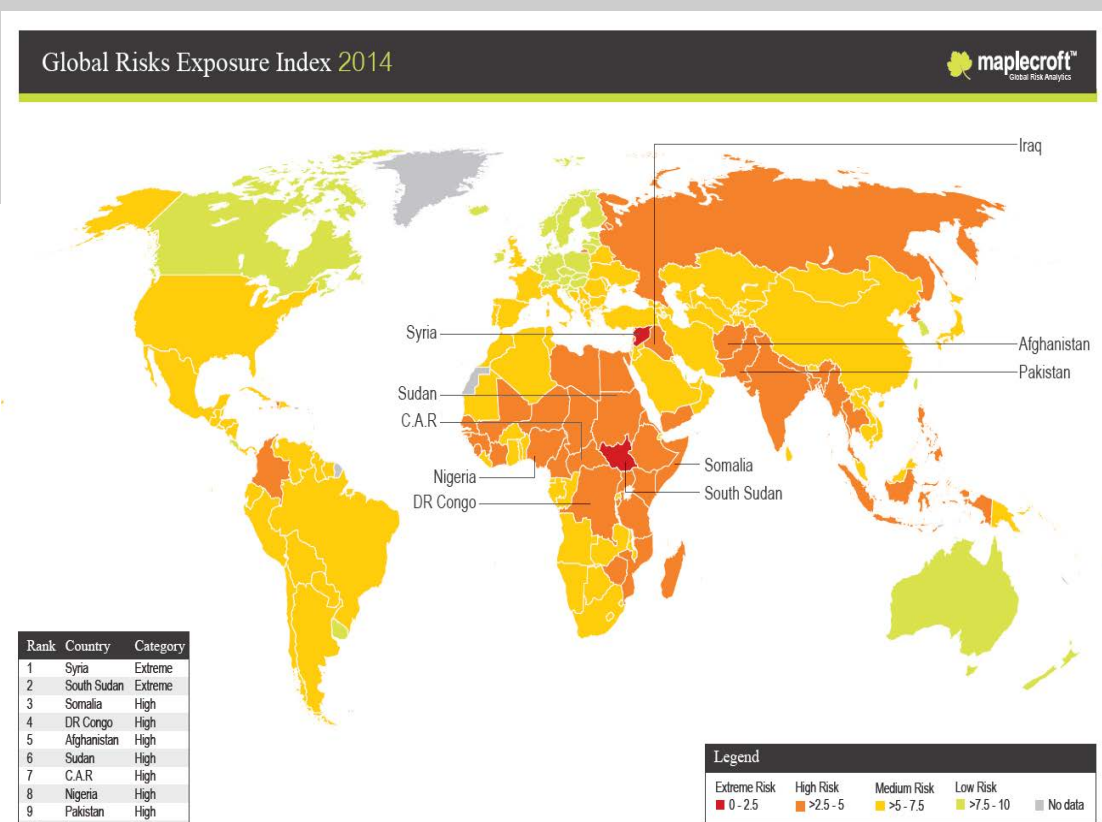 Global Risks Exposure Index 2014
maplecroft™
Global Risk Analytics
Iraq
Syria
Afghanistan
Pakistan
Sudan
C.A.R
Somalia
Nigeria
South Sudan
DR Congo
Rank Country Category
1 Syria Extreme
2 South Sudan Extreme
3 Somalia High
4 DR Congo High
5 Afghanistan High
6 Sudan High
7 C.A.R High
8 Nigeria High
9 Pakistan High
Legend
Extreme Risk High Risk Medium Risk Low Risk
0 - 2.5 >2.5 - 5 >5 - 7.5 >7.5 - 10 No data